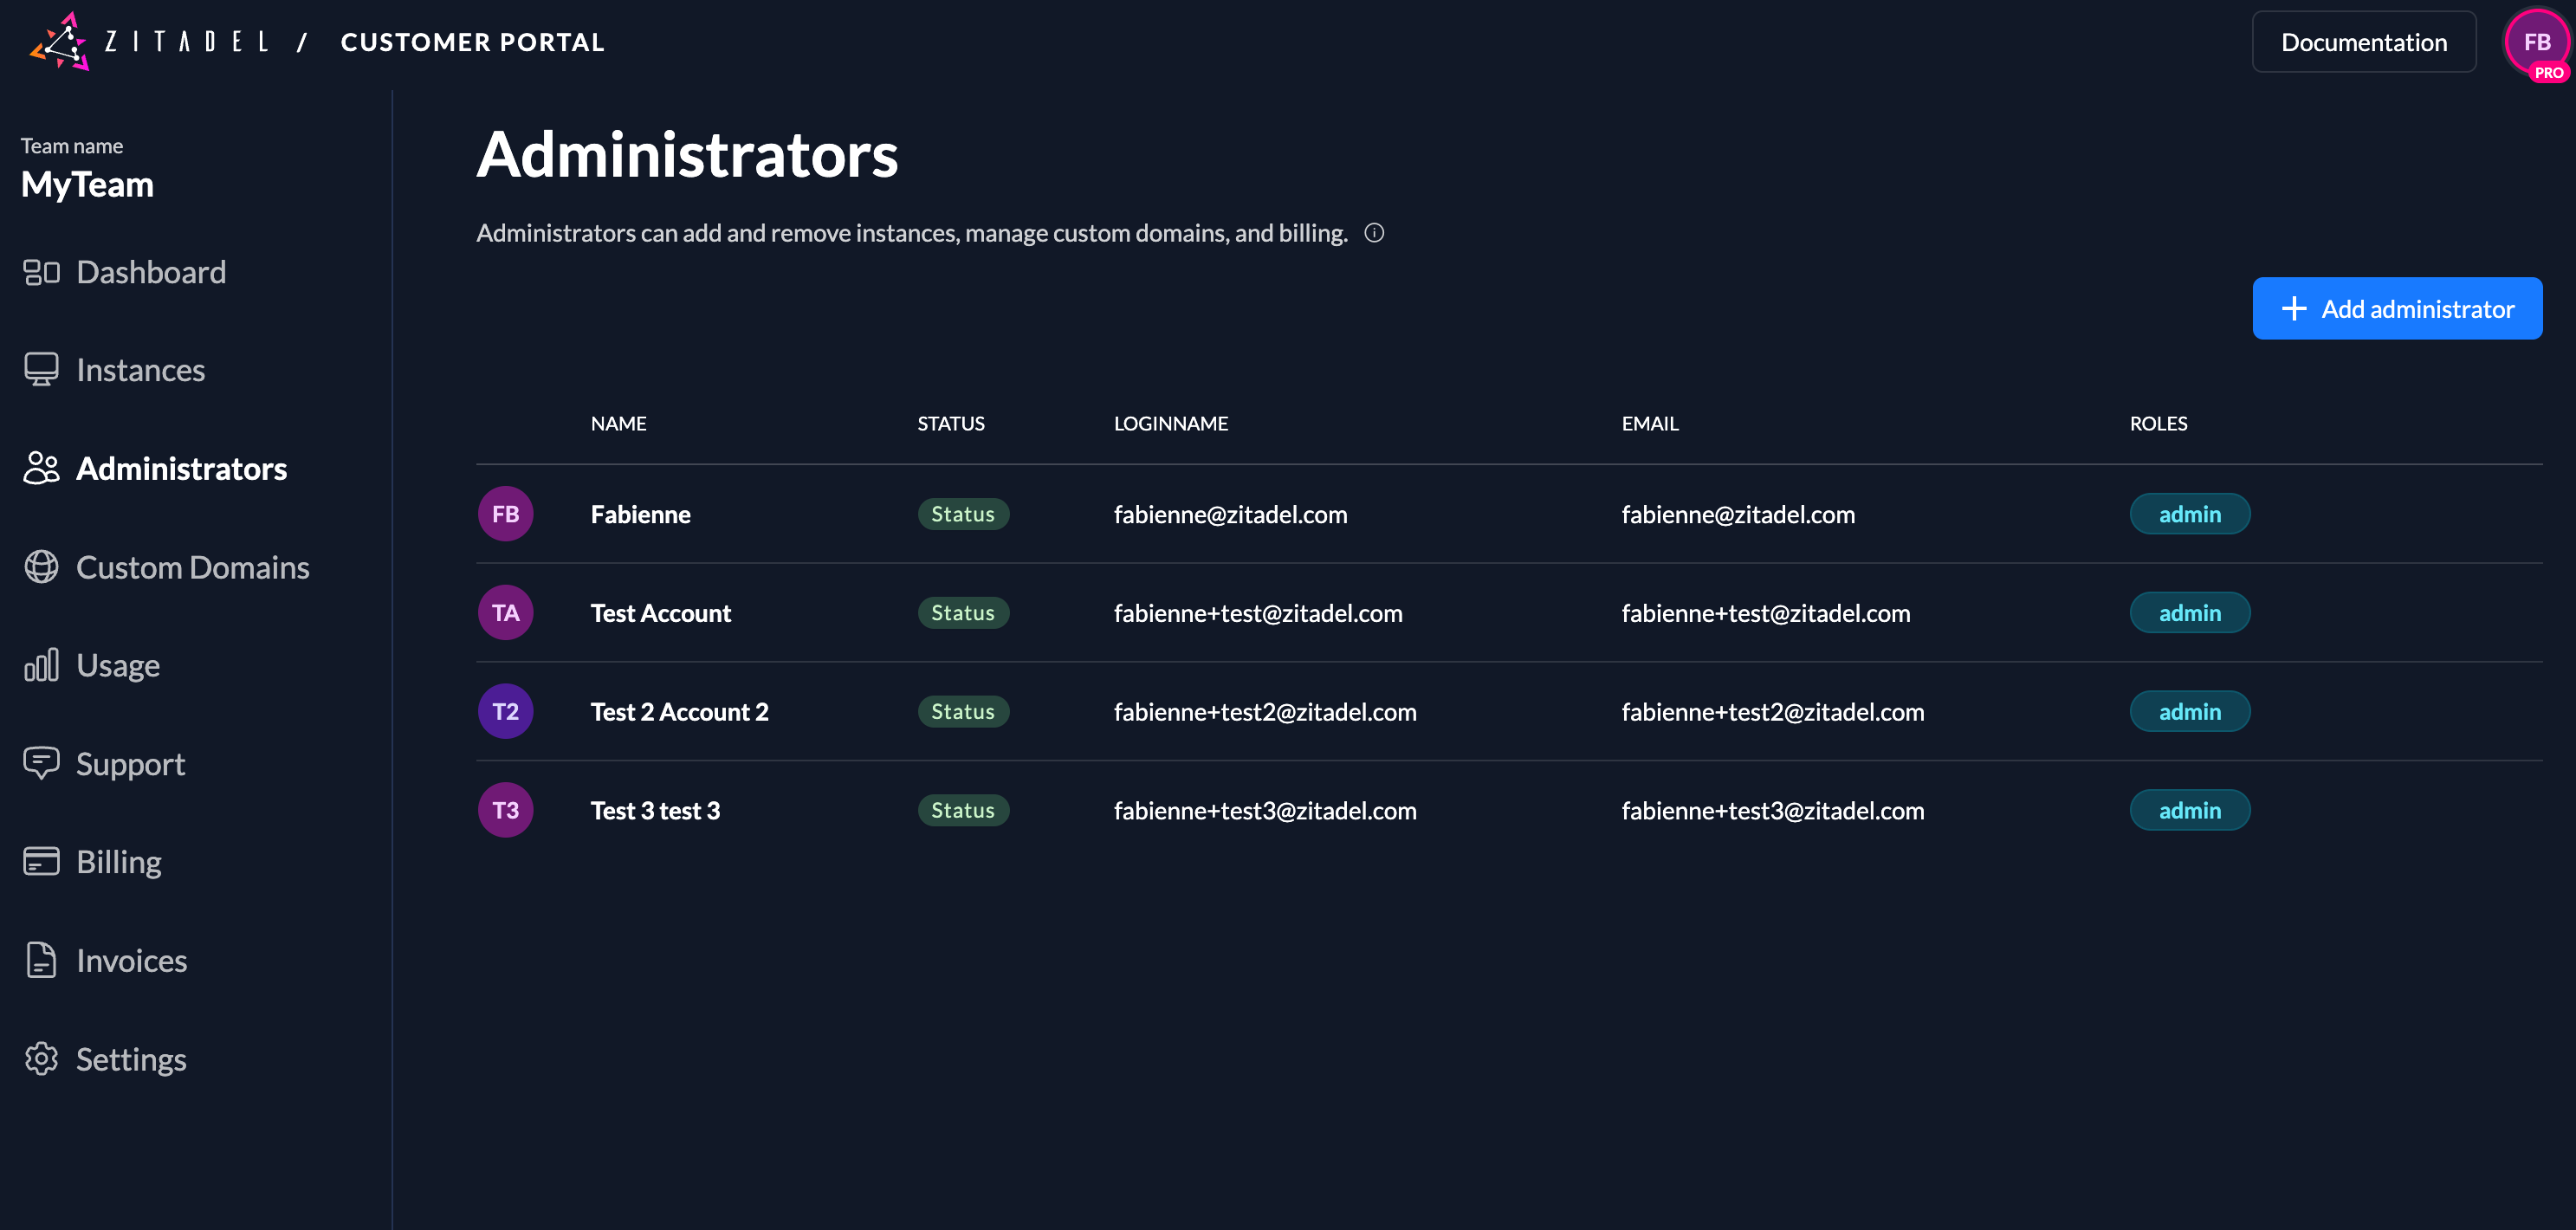 ZITADEL / CUSTOMER PORTAL
Documentation
FB
PRO
Team name
MyTeam
Dashboard
Instances
Administrators
Custom Domains
Usage
Support
Billing
Invoices
Settings
Administrators
Administrators can add and remove instances, manage custom domains, and billing.
+ Add administrator
NAME STATUS LOGINNAME EMAIL ROLES
FB Fabienne Status fabienne@zitadel.com fabienne@zitadel.com admin
TA Test Account Status fabienne+test@zitadel.com fabienne+test@zitadel.com admin
T2 Test 2 Account 2 Status fabienne+test2@zitadel.com fabienne+test2@zitadel.com admin
T3 Test 3 test 3 Status fabienne+test3@zitadel.com fabienne+test3@zitadel.com admin